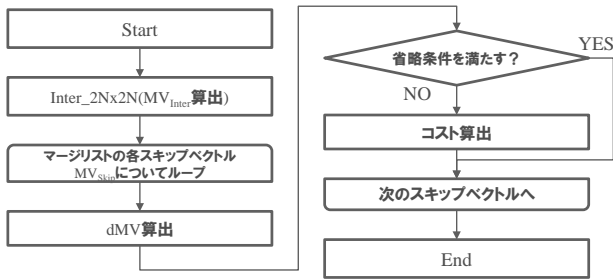 Start
Inter_2Nx2N(MV_Inter算出)
マージリストの各スキップベクトル
MV_Skipについてループ
dMV算出
省略条件を満たす？
YES
NO
コスト算出
次のスキップベクトルへ
End